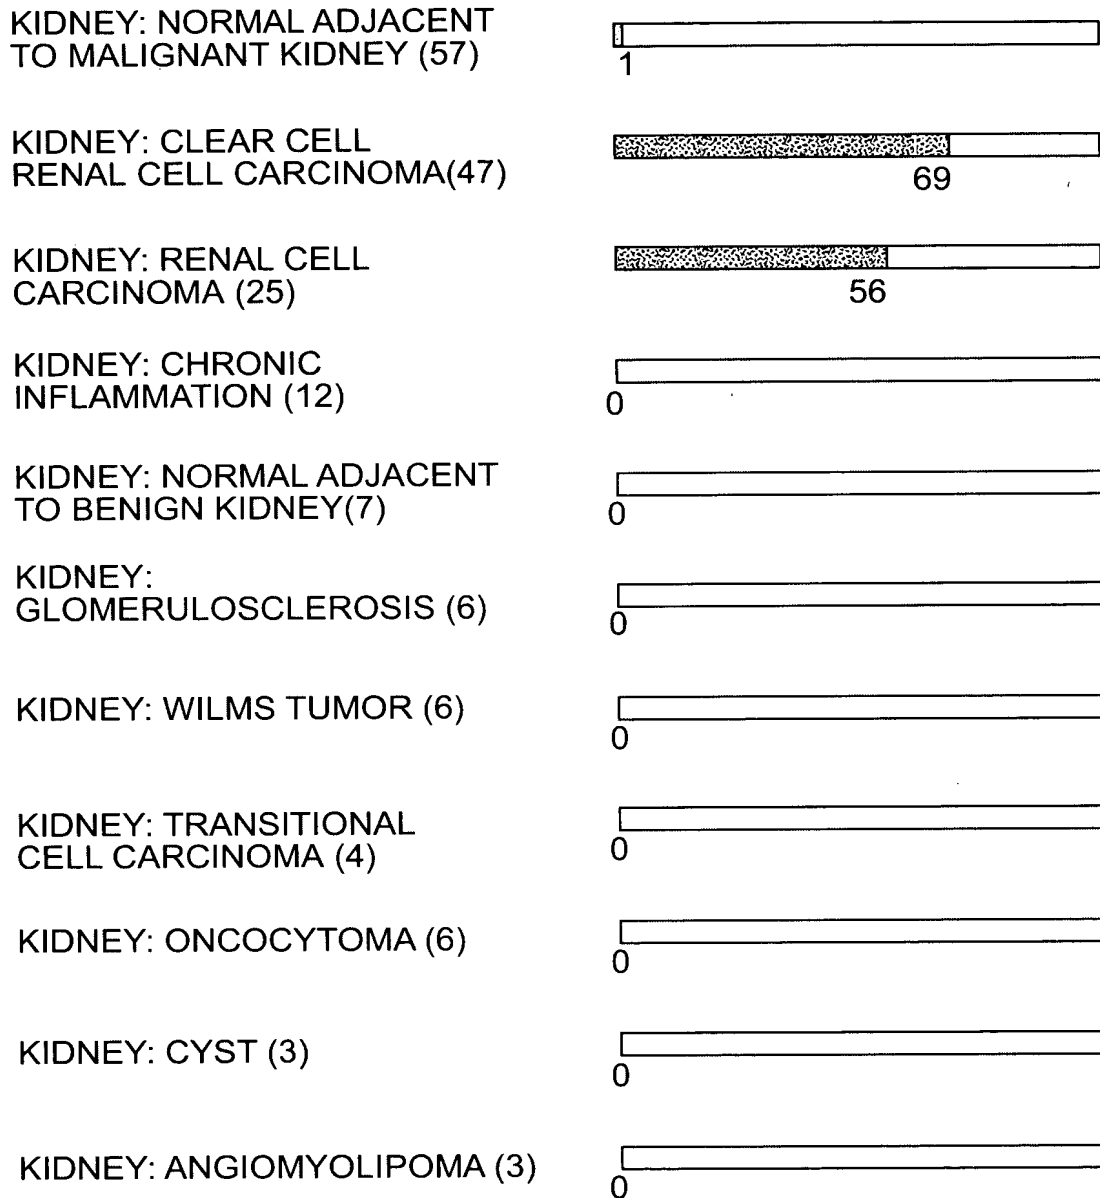 KIDNEY: NORMAL ADJACENT
TO MALIGNANT KIDNEY (57)
1
KIDNEY: CLEAR CELL
RENAL CELL CARCINOMA(47)
69
KIDNEY: RENAL CELL
CARCINOMA (25)
56
KIDNEY: CHRONIC
INFLAMMATION (12)
0
KIDNEY: NORMAL ADJACENT
TO BENIGN KIDNEY(7)
0
KIDNEY:
GLOMERULOSCLEROSIS (6)
0
KIDNEY: WILMS TUMOR (6)
0
KIDNEY: TRANSITIONAL
CELL CARCINOMA (4)
0
KIDNEY: ONCOCYTOMA (6)
0
KIDNEY: CYST (3)
0
KIDNEY: ANGIOMYOLIPOMA (3)
0